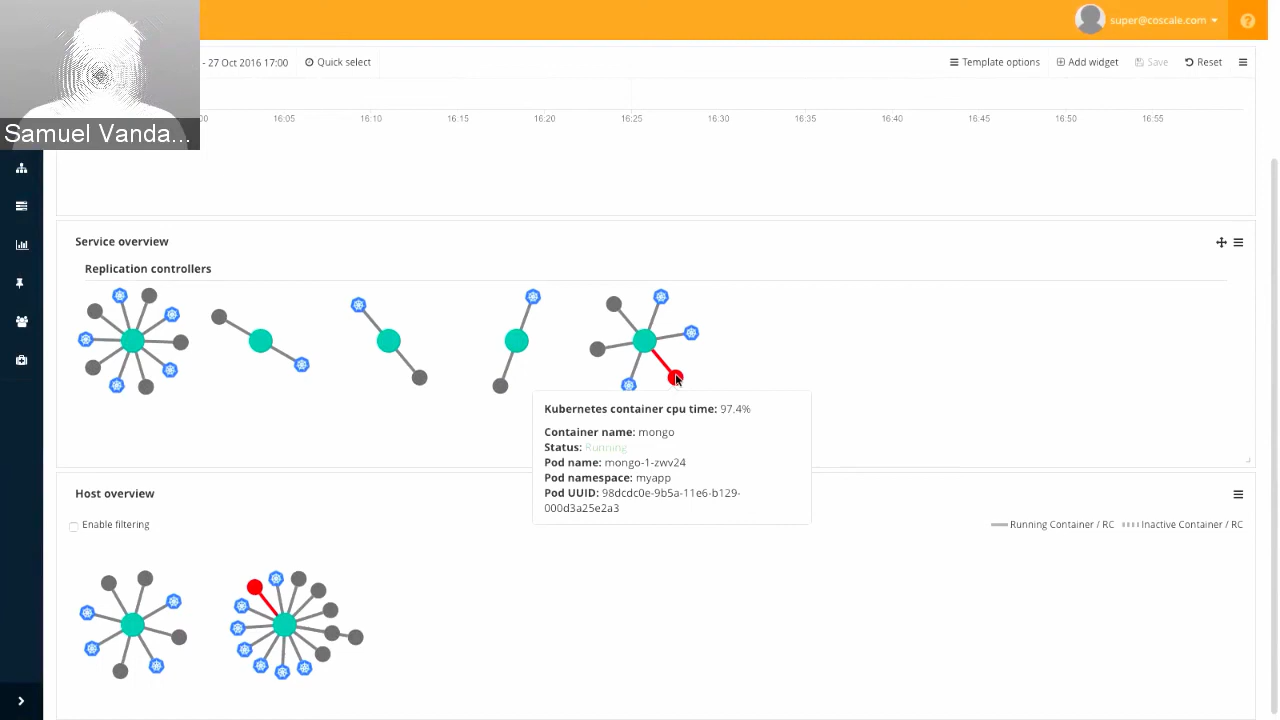 super@coscale.com
?
Samuel Vanda...
- 27 Oct 2016 17:00
Quick select
Template options
Add widget
Save
Reset
00 16:05 16:10 16:15 16:20 16:25 16:30 16:35 16:40 16:45 16:50 16:55
Service overview
Replication controllers
Kubernetes container cpu time: 97.4%
Container name: mongo
Status: Running
Pod name: mongo-1-zwv24
Pod namespace: myapp
Pod UUID: 98dcdc0e-9b5a-11e6-b129-
000d3a25e2a3
Host overview
Enable filtering
Running Container / RC
Inactive Container / RC